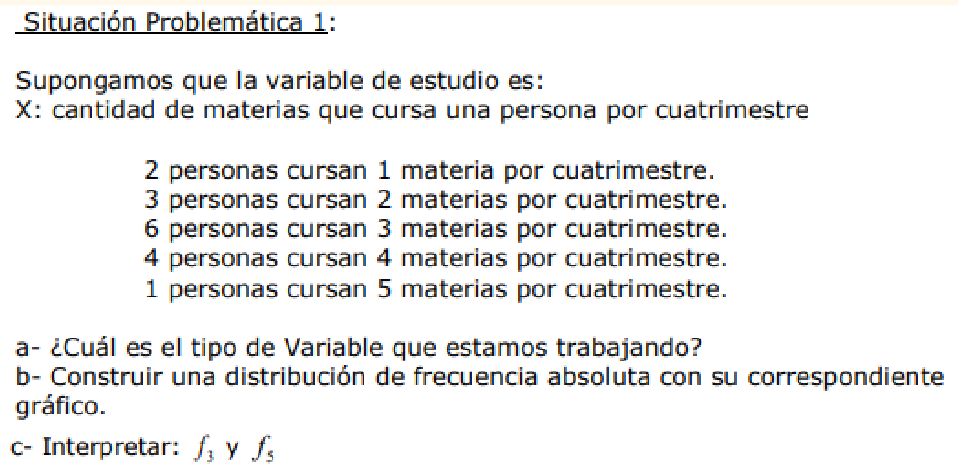 Situación Problemática 1:
Supongamos que la variable de estudio es:
X: cantidad de materias que cursa una persona por cuatrimestre
2 personas cursan 1 materia por cuatrimestre.
3 personas cursan 2 materias por cuatrimestre.
6 personas cursan 3 materias por cuatrimestre.
4 personas cursan 4 materias por cuatrimestre.
1 personas cursan 5 materias por cuatrimestre.
a- ¿Cuál es el tipo de Variable que estamos trabajando?
b- Construir una distribución de frecuencia absoluta con su correspondiente
gráfico.
c- Interpretar: f₃ y f₅